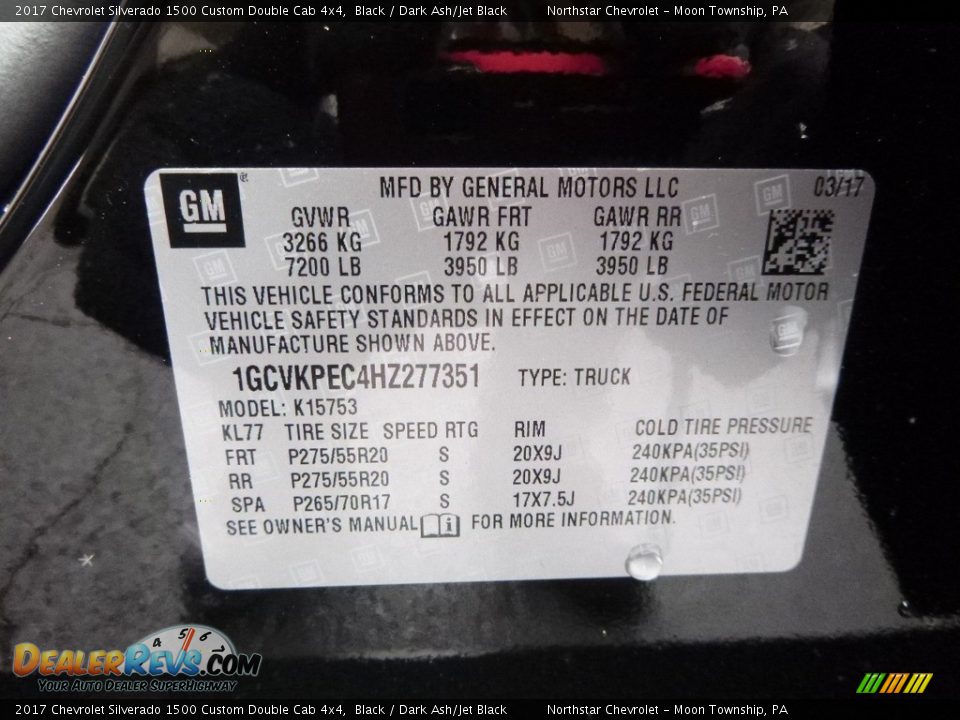 2017 Chevrolet Silverado 1500 Custom Double Cab 4x4, Black / Dark Ash/Jet Black Northstar Chevrolet - Moon Township, PA
GM® MFD BY GENERAL MOTORS LLC 03/17
GVWR GAWR FRT GAWR RR
3266 KG 1792 KG 1792 KG
7200 LB 3950 LB 3950 LB
THIS VEHICLE CONFORMS TO ALL APPLICABLE U.S. FEDERAL MOTOR
VEHICLE SAFETY STANDARDS IN EFFECT ON THE DATE OF
MANUFACTURE SHOWN ABOVE.
1GCVKPEC4HZ277351 TYPE: TRUCK
MODEL: K15753
KL77 TIRE SIZE SPEED RTG RIM COLD TIRE PRESSURE
FRT P275/55R20 S 20X9J 240KPA(35PSI)
RR P275/55R20 S 20X9J 240KPA(35PSI)
SPA P265/70R17 S 17X7.5J 240KPA(35PSI)
SEE OWNER'S MANUAL FOR MORE INFORMATION.
4 5 6
DEALERREVS.COM
YOUR AUTO DEALER SUPERHIGHWAY
2017 Chevrolet Silverado 1500 Custom Double Cab 4x4, Black / Dark Ash/Jet Black Northstar Chevrolet - Moon Township, PA